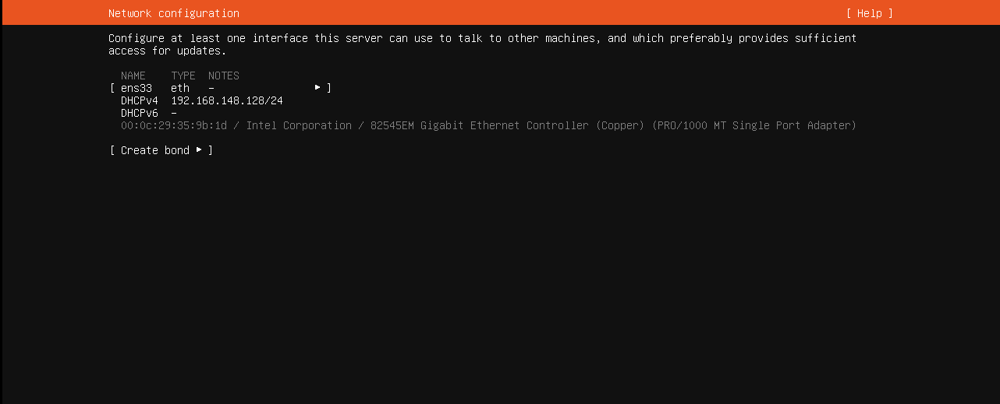 Network configuration [ Help ]
Configure at least one interface this server can use to talk to other machines, and which preferably provides sufficient
access for updates.
NAME TYPE NOTES
[ ens33 eth - ▸ ]
DHCPv4 192.168.148.128/24
DHCPv6 -
00:0c:29:35:9b:1d / Intel Corporation / 82545EM Gigabit Ethernet Controller (Copper) (PRO/1000 MT Single Port Adapter)
[ Create bond ▸ ]